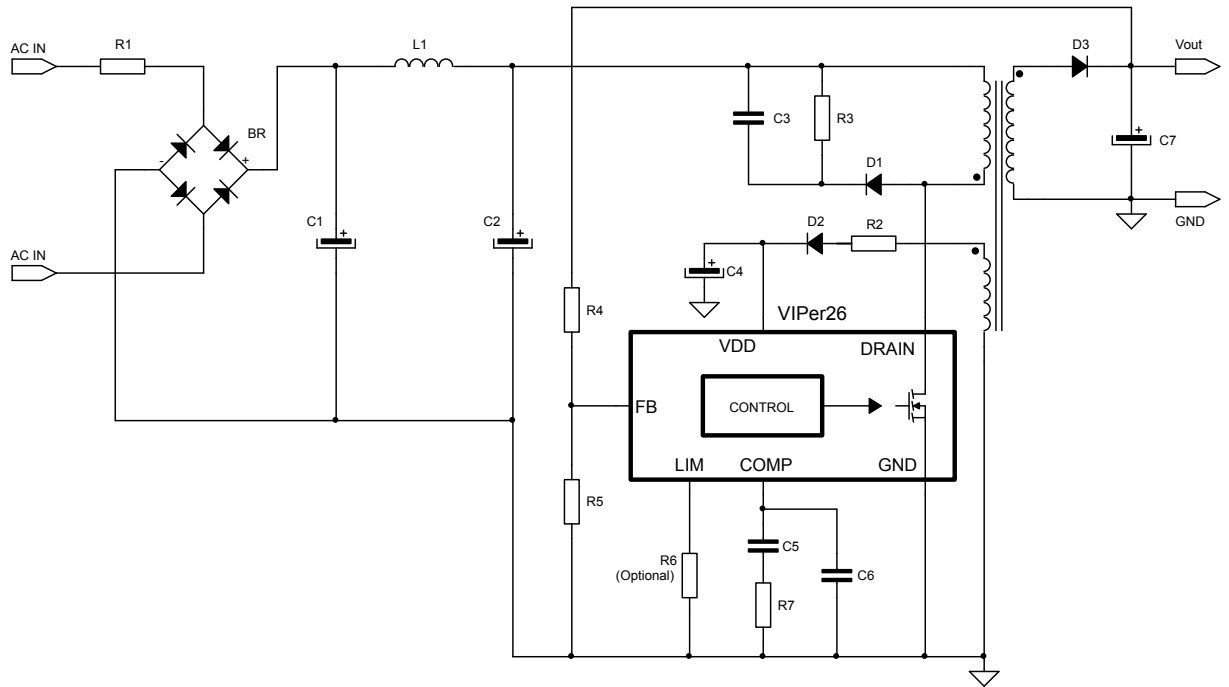 AC IN
R1
L1
D3
Vout
BR
-
+
C3
R3
+
C7
D1
GND
C1
+
C2
+
D2
R2
AC IN
+
C4
R4
VIPer26
VDD
DRAIN
FB
CONTROL
LIM
COMP
GND
R5
C5
R6
(Optional)
C6
R7